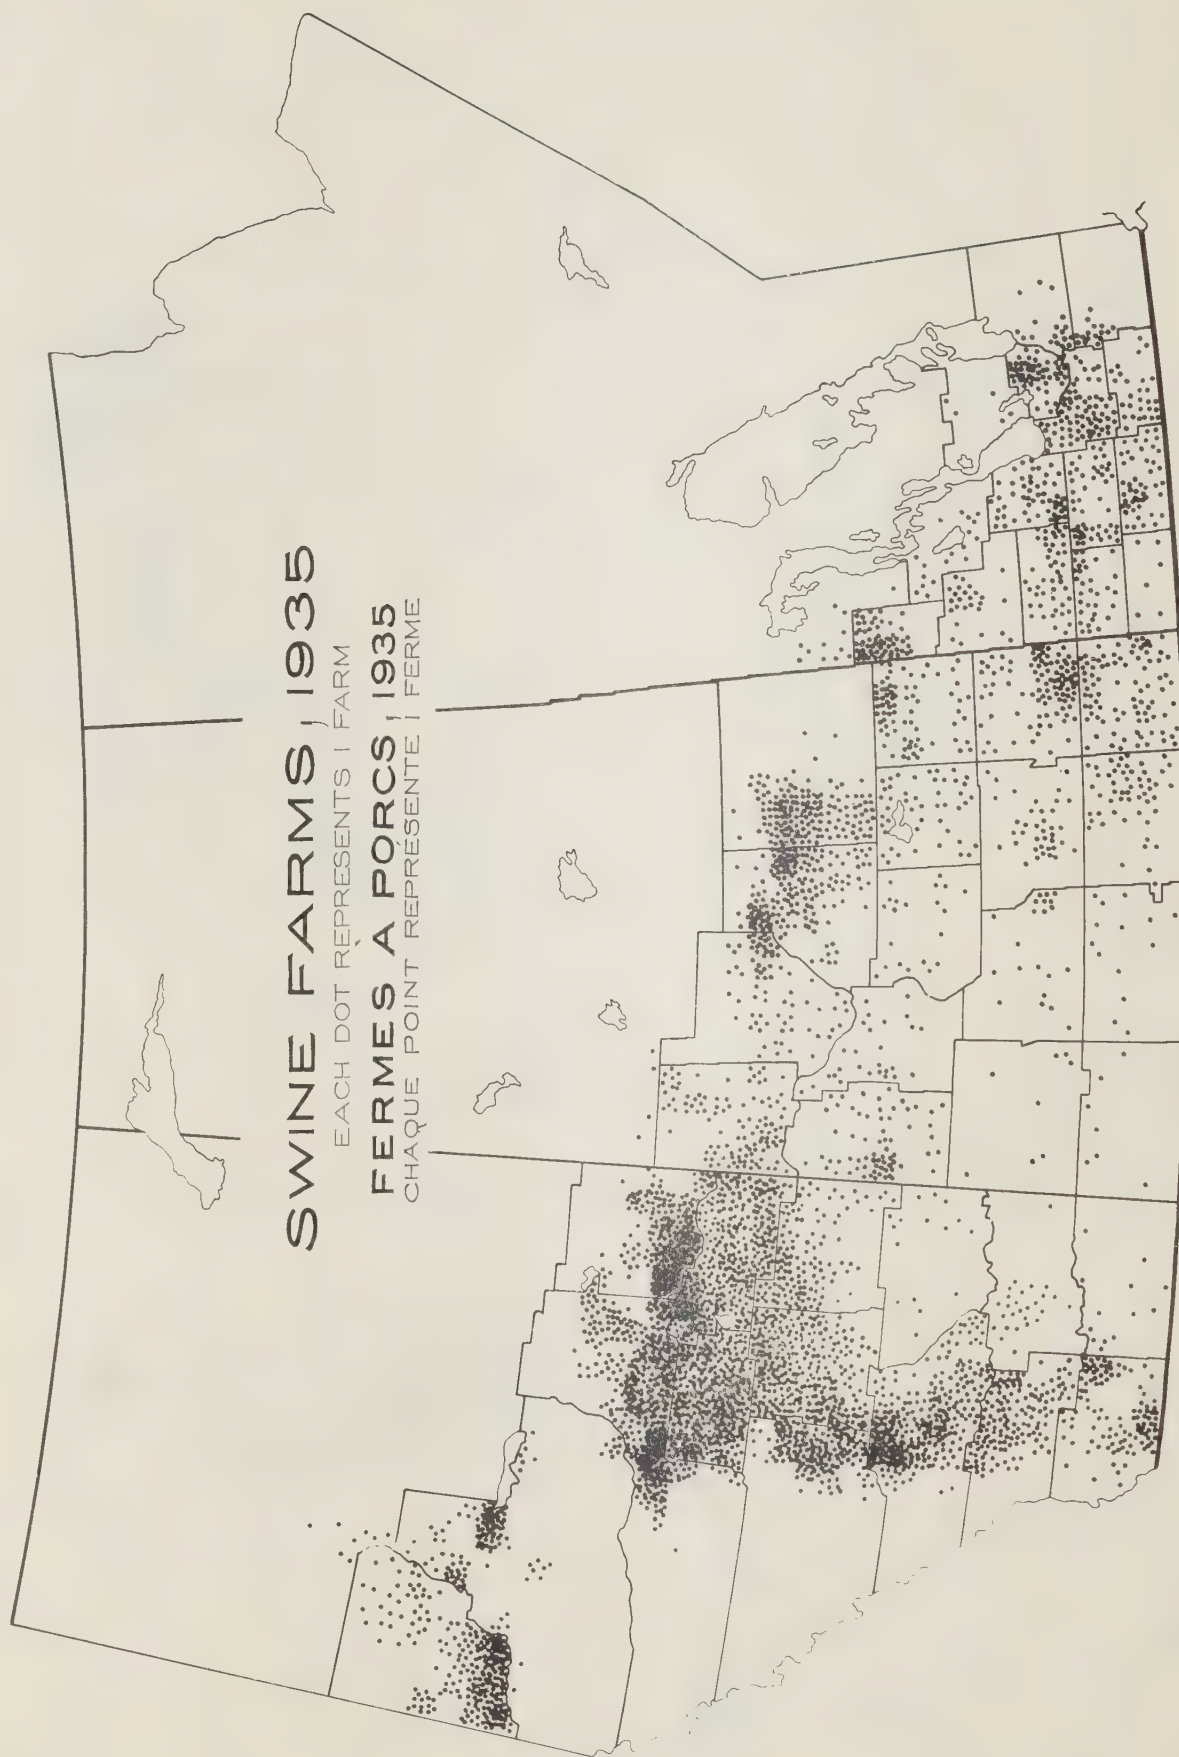 SWINE FARMS, 1935
EACH DOT REPRESENTS 1 FARM
FERMES A PORCS, 1935
CHAQUE POINT REPRÉSENTE 1 FERME